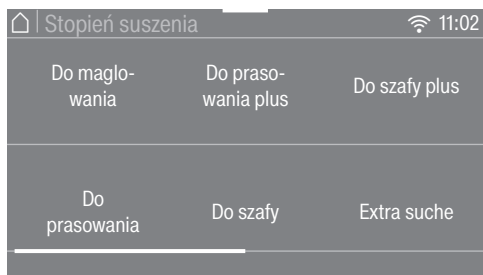 Stopień suszenia 11:02
Do maglo-
wania
Do praso-
wania plus
Do szafy plus
Do
prasowania
Do szafy
Extra suche